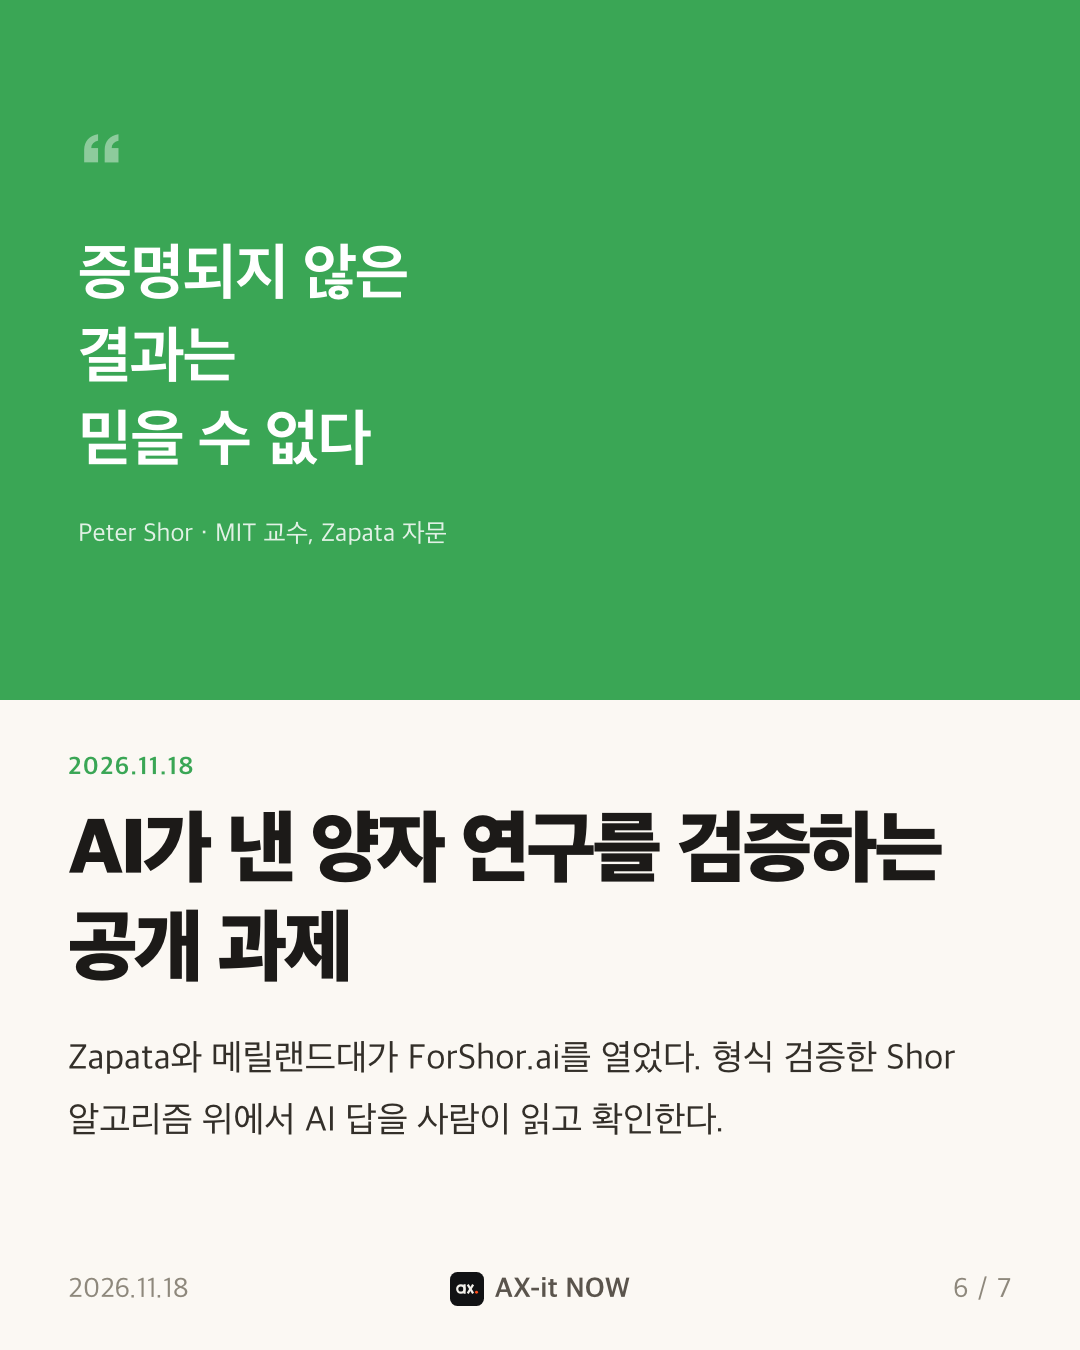 “
증명되지 않은
결과는
믿을 수 없다
Peter Shor · MIT 교수, Zapata 자문
2026.11.18
AI가 낸 양자 연구를 검증하는
공개 과제
Zapata와 메릴랜드대가 ForShor.ai를 열었다. 형식 검증한 Shor
알고리즘 위에서 AI 답을 사람이 읽고 확인한다.
2026.11.18
ax. AX-it NOW
6 / 7